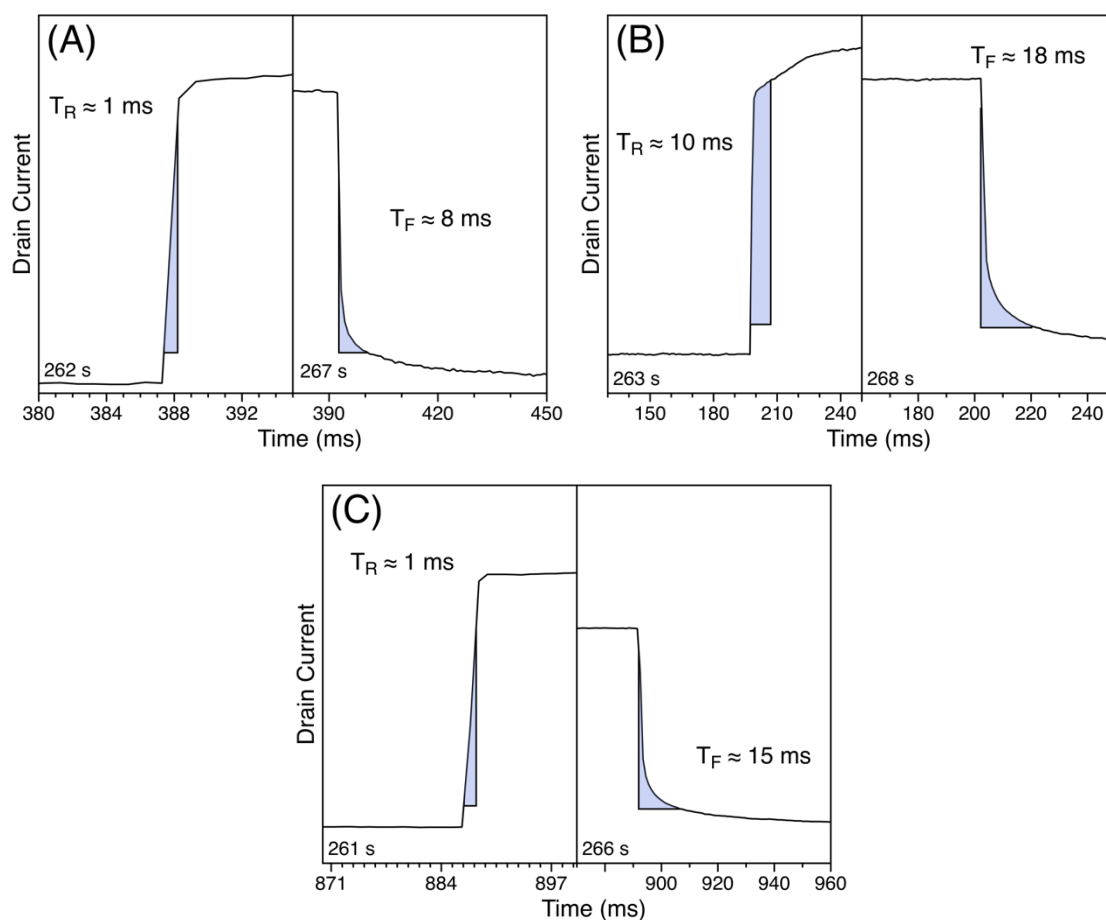 (A)
T_R ≈ 1 ms
T_F ≈ 8 ms
Drain Current
262 s
267 s
380 384 388 392 390 420 450
Time (ms)
(B)
T_F ≈ 18 ms
T_R ≈ 10 ms
Drain Current
263 s
268 s
150 180 210 240 180 200 220 240
Time (ms)
(C)
T_R ≈ 1 ms
Drain Current
T_F ≈ 15 ms
261 s
266 s
871 884 897 900 920 940 960
Time (ms)